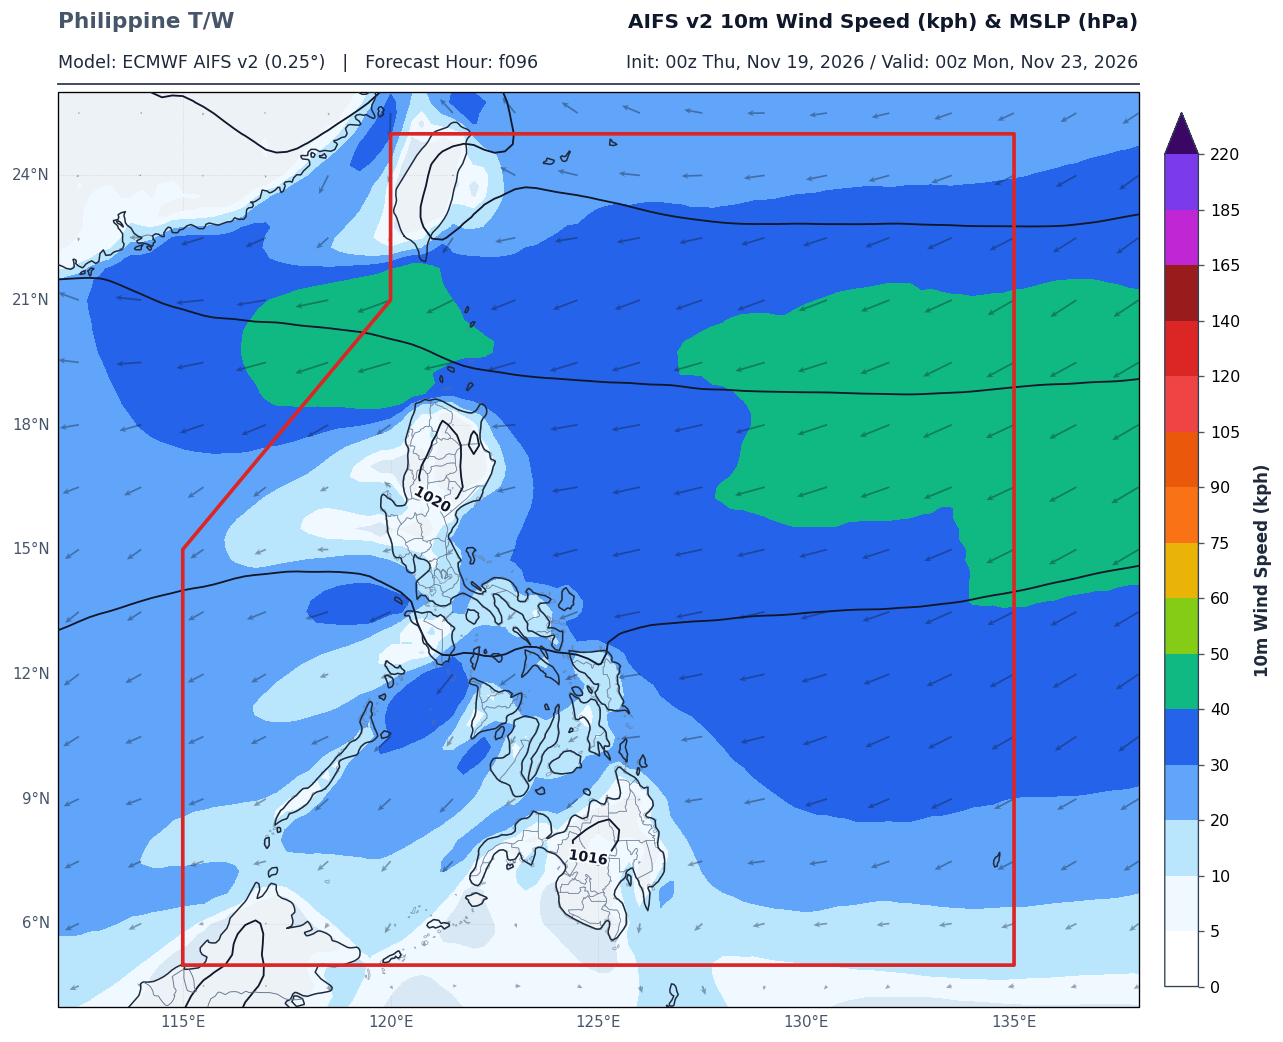 Philippine T/W
AIFS v2 10m Wind Speed (kph) & MSLP (hPa)
Model: ECMWF AIFS v2 (0.25°) | Forecast Hour: f096
Init: 00z Thu, Nov 19, 2026 / Valid: 00z Mon, Nov 23, 2026
24°N
21°N
18°N
15°N
12°N
9°N
6°N
1020
1016
115°E
120°E
125°E
130°E
135°E
220
185
165
140
120
105
90
75
60
50
40
30
20
10
5
0
10m Wind Speed (kph)